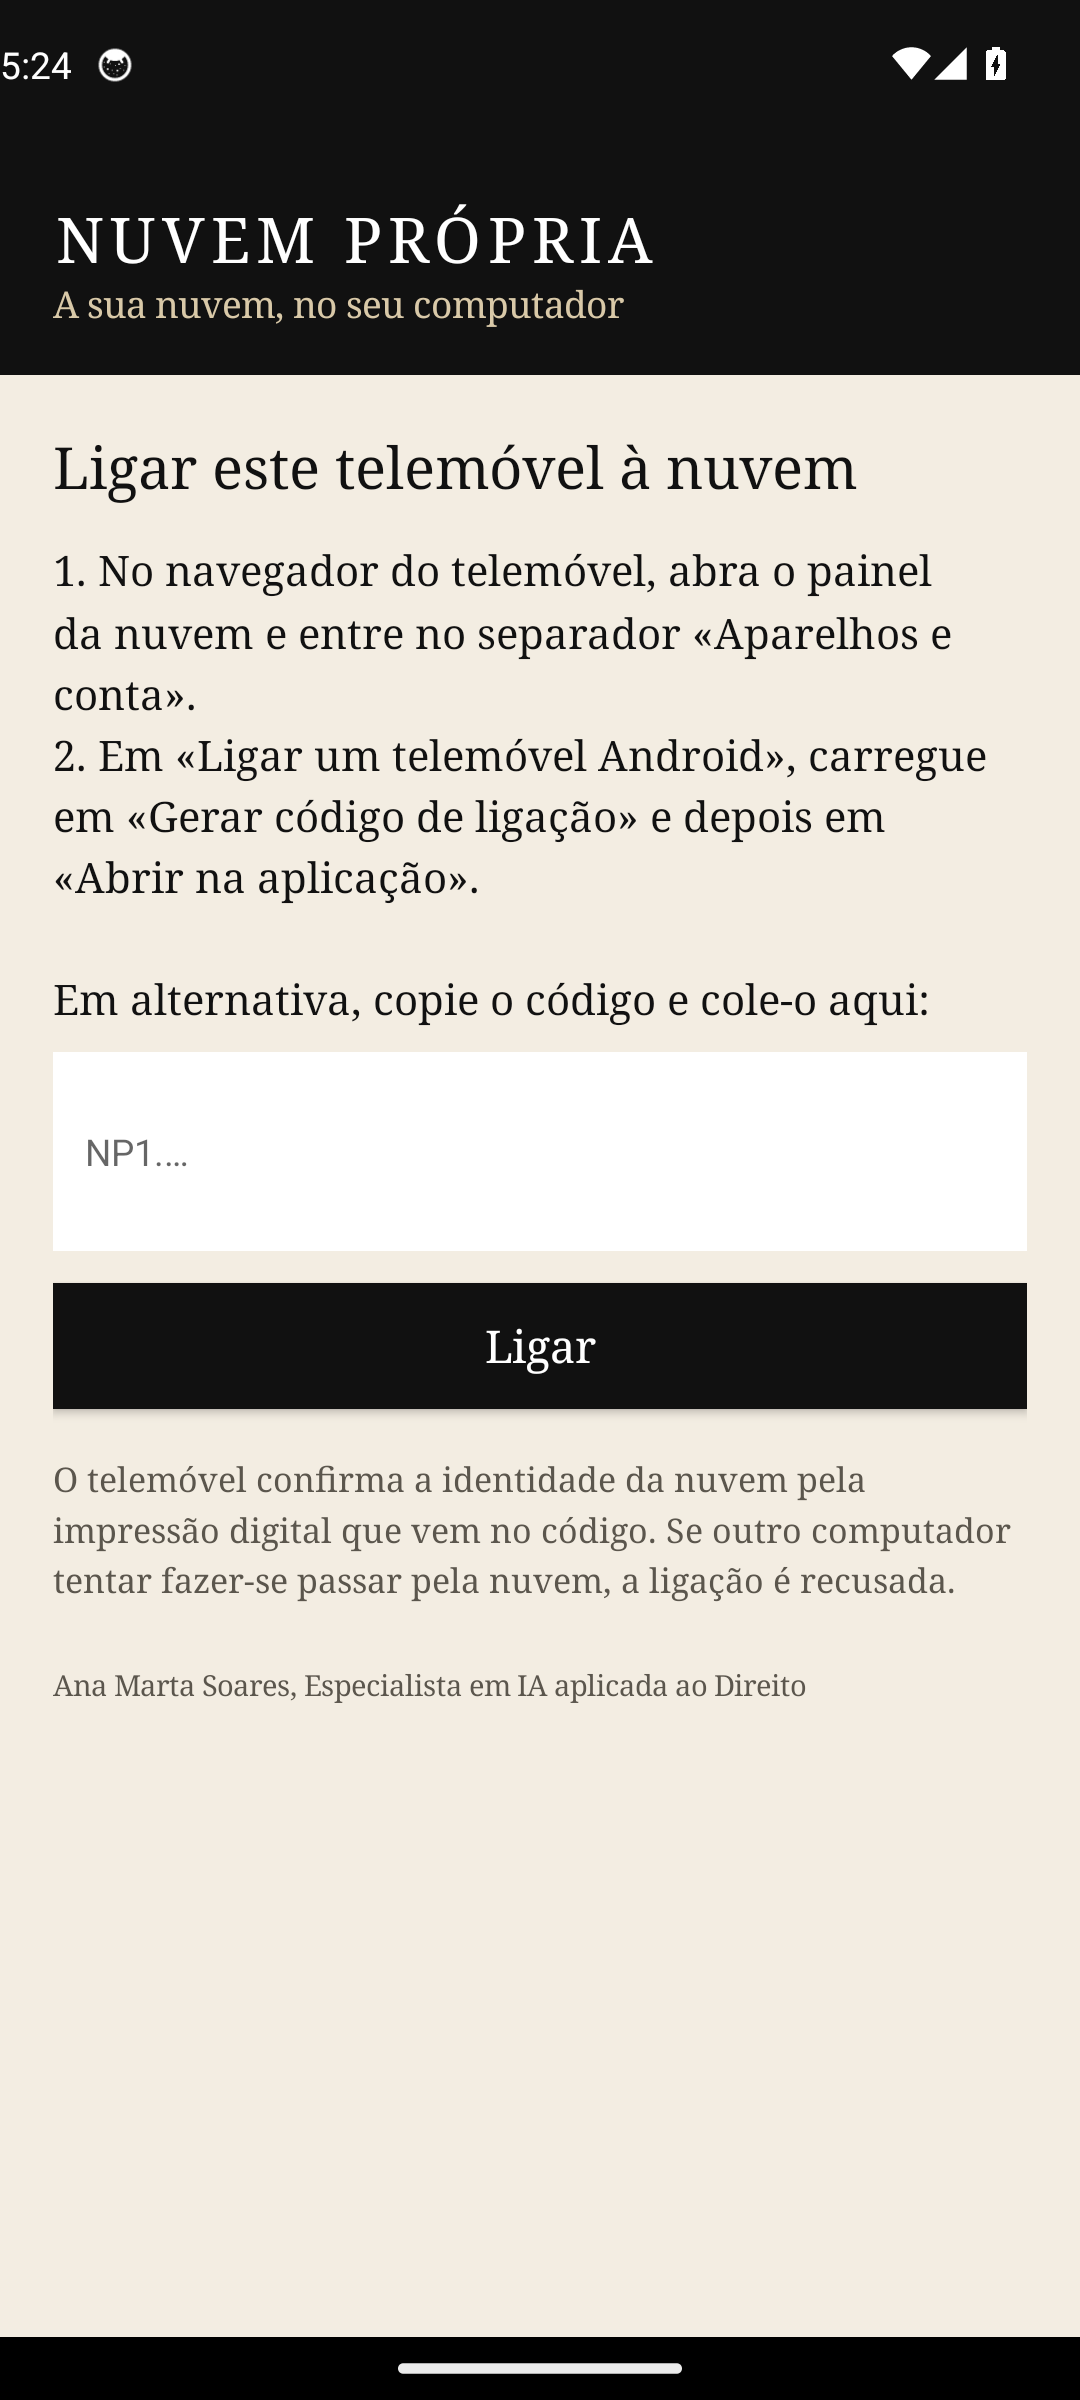 5:24
NUVEM PRÓPRIA
A sua nuvem, no seu computador
Ligar este telemóvel à nuvem
1. No navegador do telemóvel, abra o painel
da nuvem e entre no separador «Aparelhos e
conta».
2. Em «Ligar um telemóvel Android», carregue
em «Gerar código de ligação» e depois em
«Abrir na aplicação».
Em alternativa, copie o código e cole-o aqui:
NP1.…
Ligar
O telemóvel confirma a identidade da nuvem pela
impressão digital que vem no código. Se outro computador
tentar fazer-se passar pela nuvem, a ligação é recusada.
Ana Marta Soares, Especialista em IA aplicada ao Direito